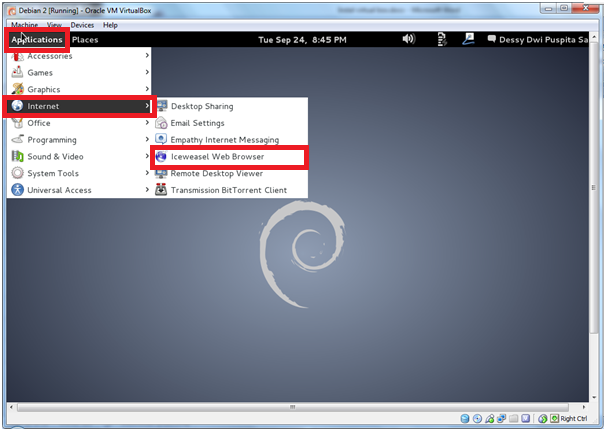 Debian 2 [Running] - Oracle VM VirtualBox
Machine View Devices Help
Applications Places Tue Sep 24, 8:45 PM Dessy Dwi Puspita Sa
Accessories
Games
Graphics
Internet
Office
Programming
Sound & Video
System Tools
Universal Access
Desktop Sharing
Email Settings
Empathy Internet Messaging
Iceweasel Web Browser
Remote Desktop Viewer
Transmission BitTorrent Client
Right Ctrl